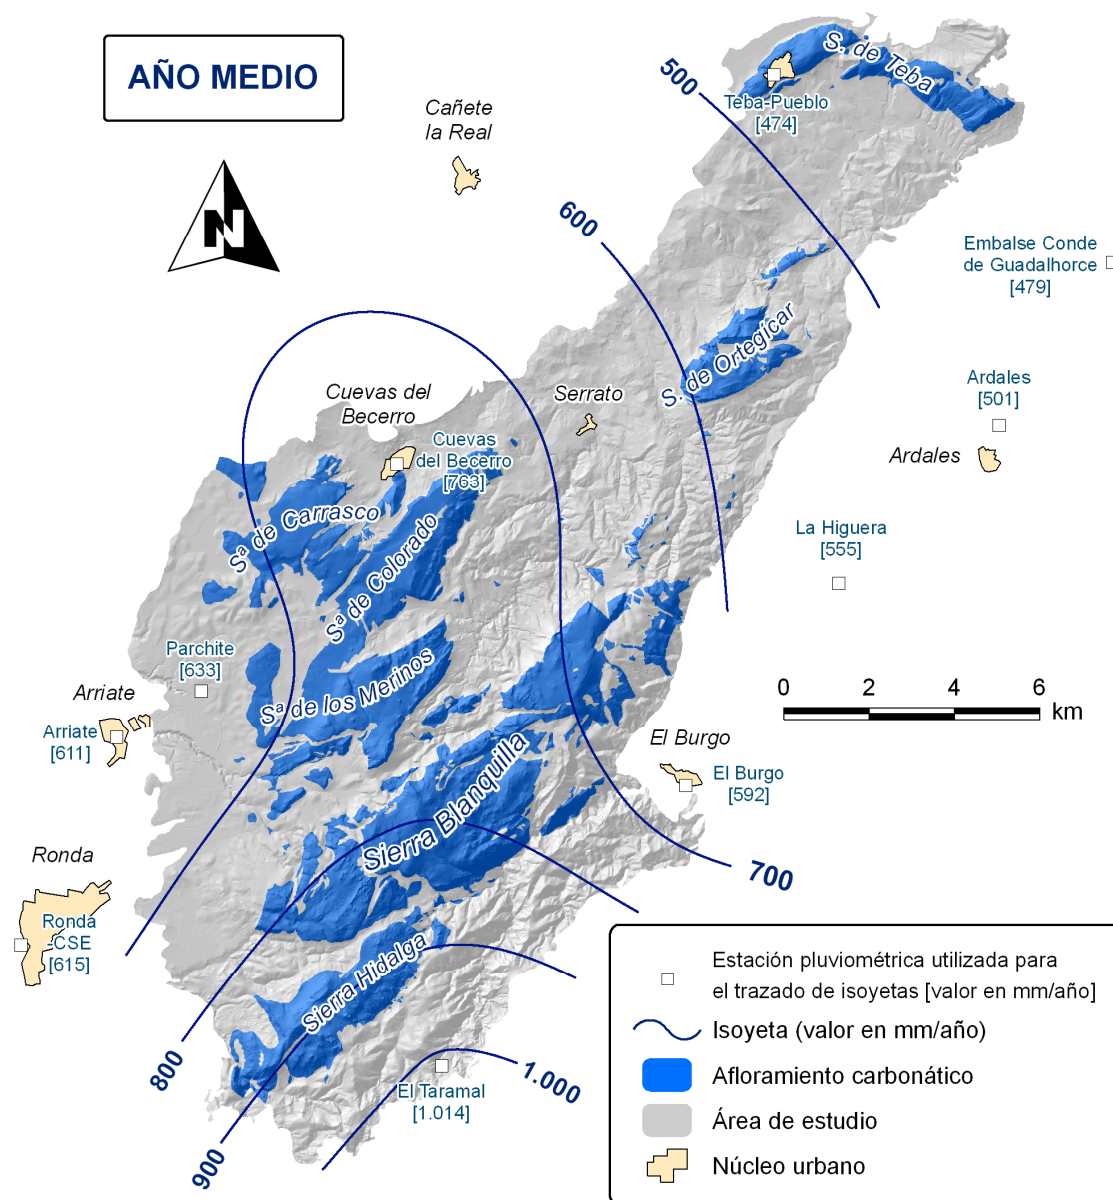 AÑO MEDIO
N
Cañete
la Real
500
S. de Teba
Teba-Pueblo
[474]
600
Embalse Conde
de Guadalhorce
[479]
S. de Ortegícar
Ardales
[501]
Ardales
Cuevas del
Becerro
Serrato
Cuevas
del Becerro
[763]
Sª de Carrasco
Sª de Colorado
La Higuera
[555]
Parchite
[633]
Sª de los Merinos
Arriate
Arriate
[611]
0 2 4 6
km
El Burgo
El Burgo
[592]
Sierra Blanquilla
700
Ronda
Ronda
-CSE
[615]
Sierra Hidalga
800
900
1.000
El Taramal
[1.014]
Estación pluviométrica utilizada para
el trazado de isoyetas [valor en mm/año]
Isoyeta (valor en mm/año)
Afloramiento carbonático
Área de estudio
Núcleo urbano